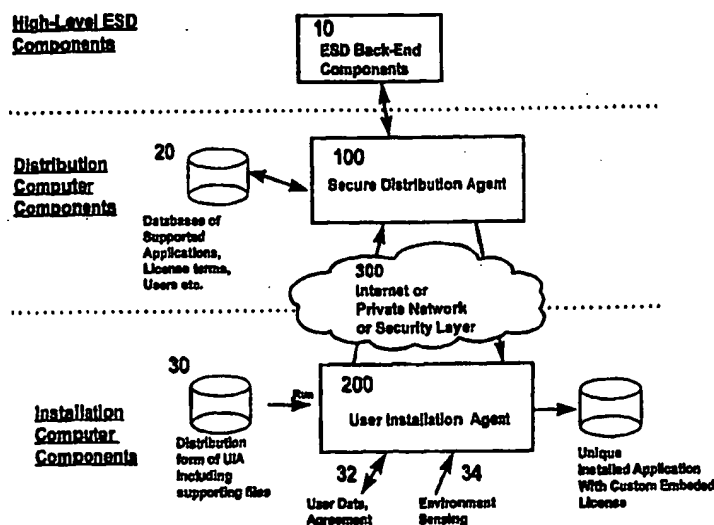 High-Level ESD
Components
10
ESD Back-End
Components
Distribution
Computer
Components
20
Databases of
Supported
Applications,
License terms,
Users etc.
100
Secure Distribution Agent
300
Internet or
Private Network
or Security Layer
Installation
Computer
Components
30
Distribution
form of UIA
including
supporting files
Run
200
User Installation Agent
32
User Data,
Agreement
34
Environment
Sensing
Unique
Installed Application
With Custom Embeded
License